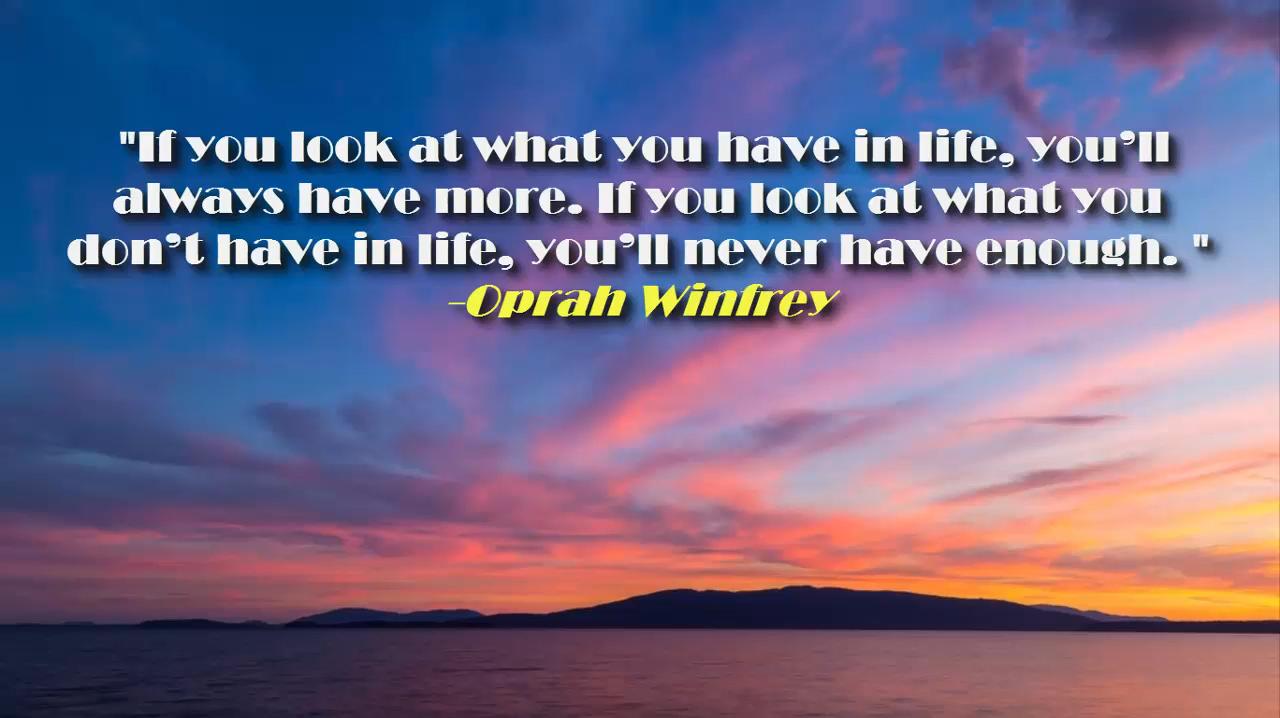 "If you look at what you have in life, you’ll
always have more. If you look at what you
don’t have in life, you’ll never have enough. "
-Oprah Winfrey